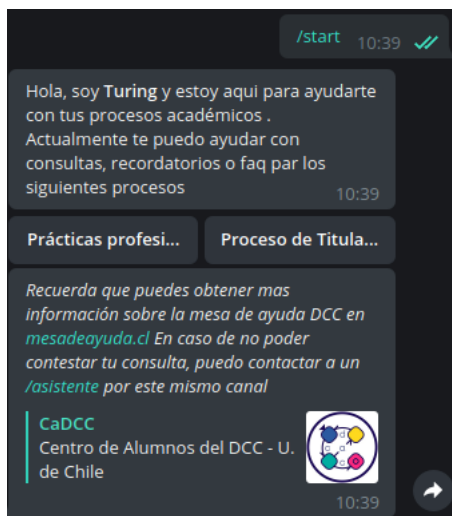 /start 10:39
Hola, soy Turing y estoy aqui para ayudarte
con tus procesos académicos .
Actualmente te puedo ayudar con
consultas, recordatorios o faq par los
siguientes procesos
10:39
Prácticas profesi... Proceso de Titula...
Recuerda que puedes obtener mas
información sobre la mesa de ayuda DCC en
mesadeayuda.cl En caso de no poder
contestar tu consulta, puedo contactar a un
/asistente por este mismo canal
CaDCC
Centro de Alumnos del DCC - U.
de Chile
10:39